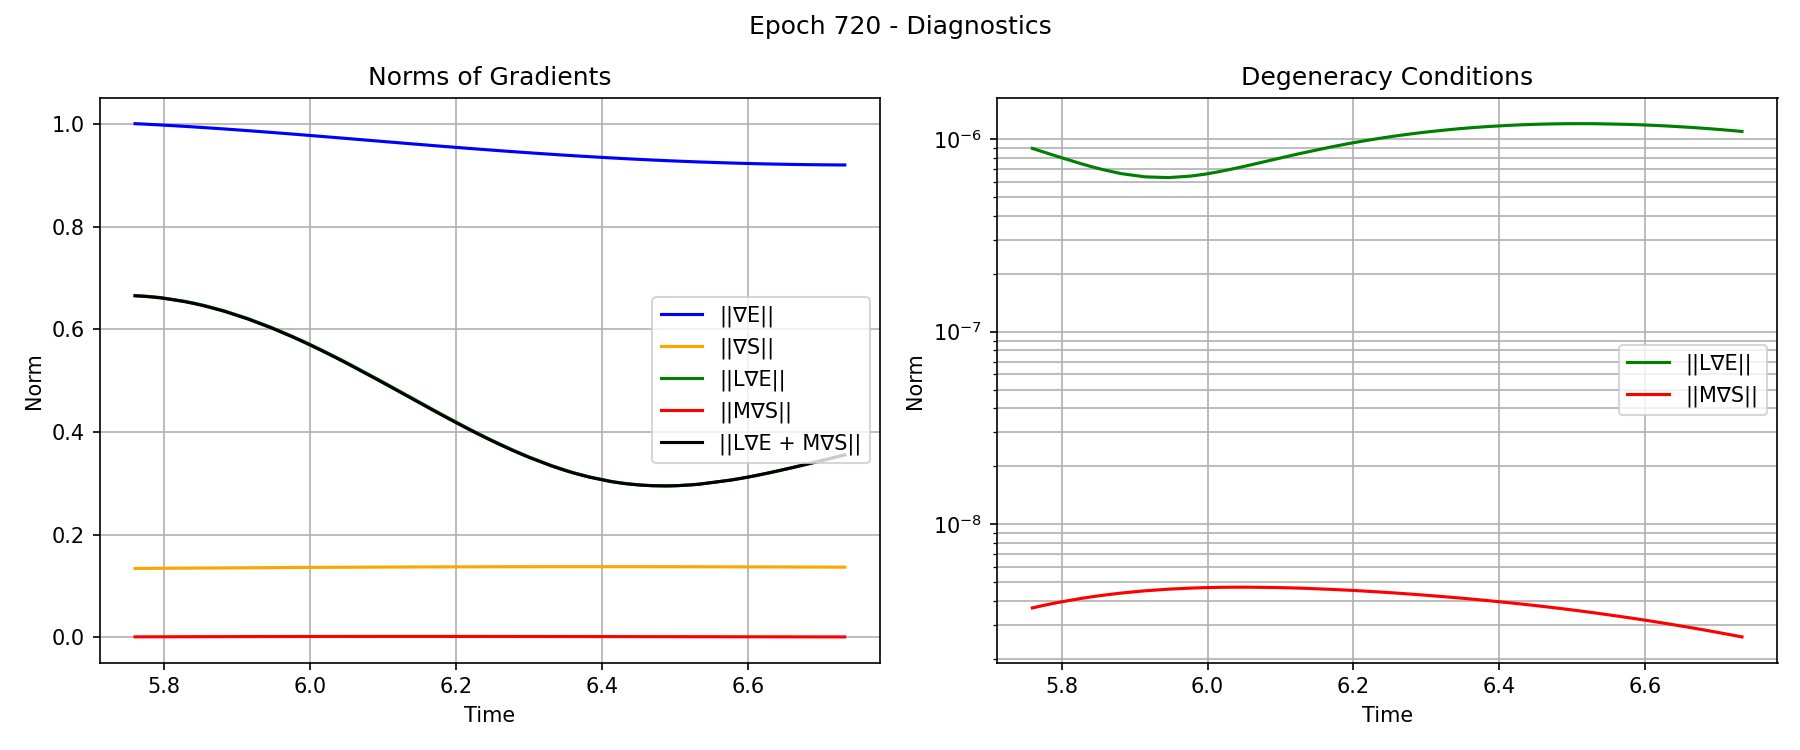 Epoch 720 - Diagnostics
Norms of Gradients
Norm
1.0
0.8
0.6
0.4
0.2
0.0
5.8 6.0 6.2 6.4 6.6
Time
||∇E||
||∇S||
||L∇E||
||M∇S||
||L∇E + M∇S||
Degeneracy Conditions
Norm
10⁻⁶
10⁻⁷
10⁻⁸
5.8 6.0 6.2 6.4 6.6
Time
||L∇E||
||M∇S||